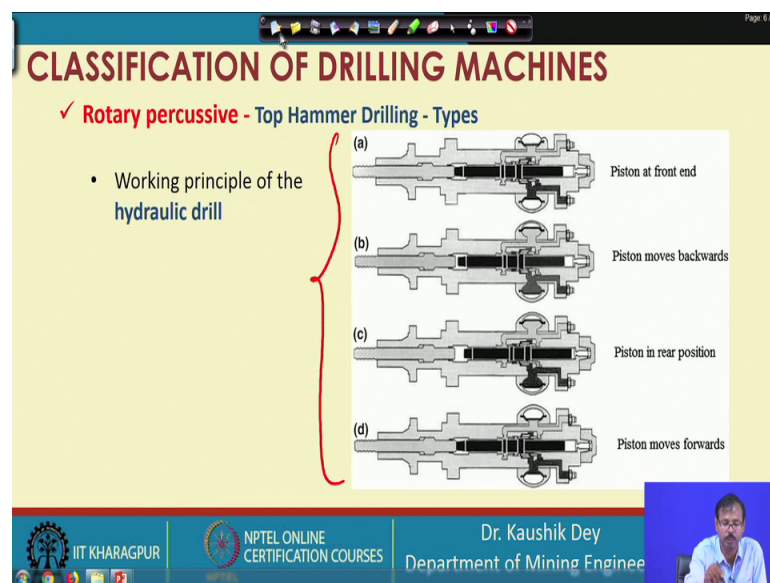 Page: 6 /
CLASSIFICATION OF DRILLING MACHINES
✓ Rotary percussive - Top Hammer Drilling - Types
• Working principle of the
hydraulic drill
(a)
Piston at front end
(b)
Piston moves backwards
(c)
Piston in rear position
(d)
Piston moves forwards
IIT KHARAGPUR
NPTEL ONLINE
CERTIFICATION COURSES
Dr. Kaushik Dey
Department of Mining Enginee